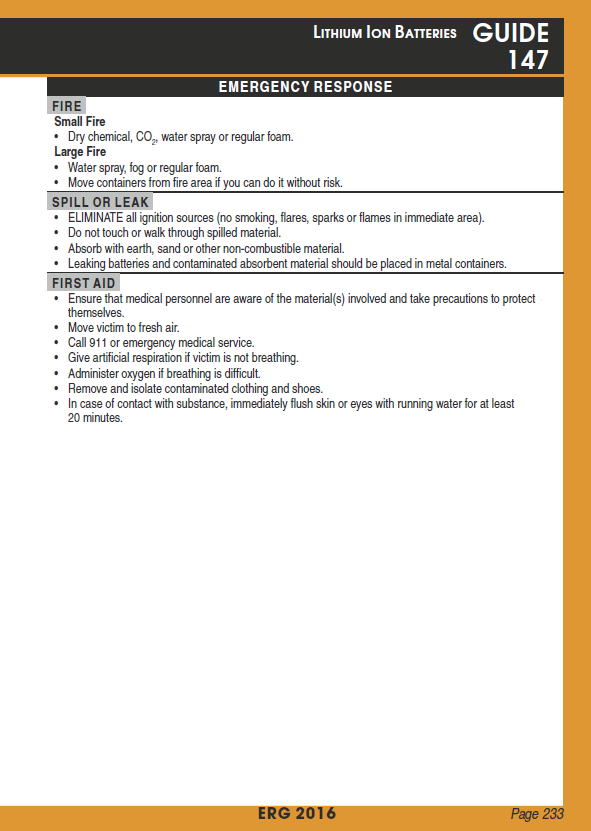 LITHIUM ION BATTERIES GUIDE
147
EMERGENCY RESPONSE
FIRE
Small Fire
• Dry chemical, CO₂, water spray or regular foam.
Large Fire
• Water spray, fog or regular foam.
• Move containers from fire area if you can do it without risk.
SPILL OR LEAK
• ELIMINATE all ignition sources (no smoking, flares, sparks or flames in immediate area).
• Do not touch or walk through spilled material.
• Absorb with earth, sand or other non-combustible material.
• Leaking batteries and contaminated absorbent material should be placed in metal containers.
FIRST AID
• Ensure that medical personnel are aware of the material(s) involved and take precautions to protect
themselves.
• Move victim to fresh air.
• Call 911 or emergency medical service.
• Give artificial respiration if victim is not breathing.
• Administer oxygen if breathing is difficult.
• Remove and isolate contaminated clothing and shoes.
• In case of contact with substance, immediately flush skin or eyes with running water for at least
20 minutes.
ERG 2016
Page 233